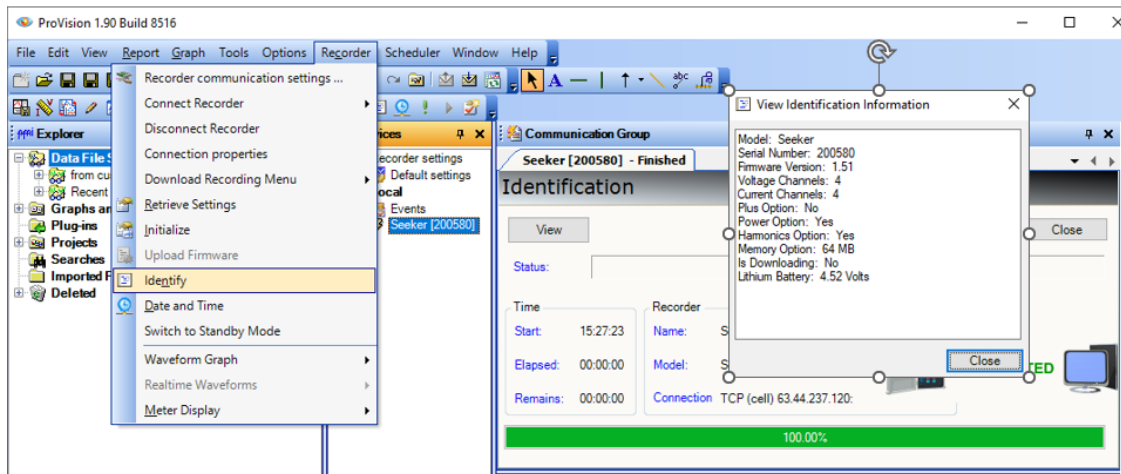 ProVision 1.90 Build 8516
File Edit View Report Graph Tools Options Recorder Scheduler Window Help
Recorder communication settings ...
Connect Recorder
Disconnect Recorder
Connection properties
Download Recording Menu
Retrieve Settings
Initialize
Upload Firmware
Identify
Date and Time
Switch to Standby Mode
Waveform Graph
Realtime Waveforms
Meter Display
A
abc
pmi Explorer
Data File S
from cu
Recent
Graphs an
Plug-ins
Projects
Searches
Imported F
Deleted
ices
ecorder settings
Default settings
ocal
Events
Seeker [200580]
Communication Group
Seeker [200580] - Finished
Identification
View
Close
Status:
Time
Start: 15:27:23
Elapsed: 00:00:00
Remains: 00:00:00
Recorder
Name: S
Model: S
Connection TCP (cell) 63.44.237.120:
TED
100.00%
View Identification Information
Model: Seeker
Serial Number: 200580
Firmware Version: 1.51
Voltage Channels: 4
Current Channels: 4
Plus Option: No
Power Option: Yes
Harmonics Option: Yes
Memory Option: 64 MB
Is Downloading: No
Lithium Battery: 4.52 Volts
Close